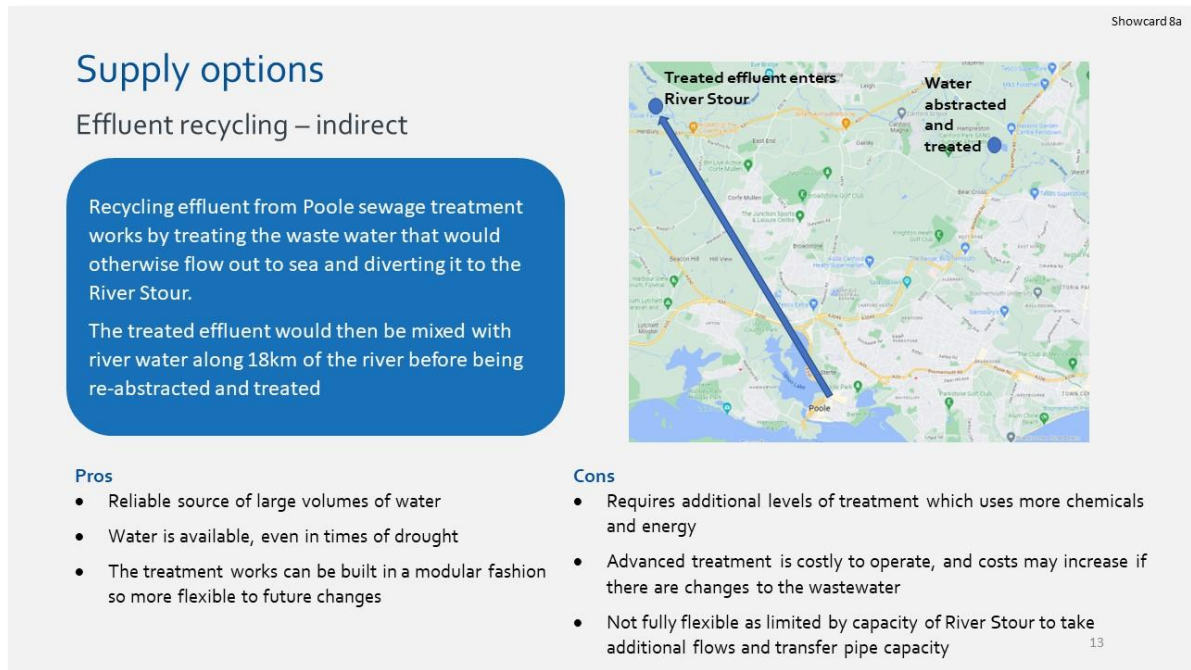 Showcard 8a
Supply options
Effluent recycling – indirect
Recycling effluent from Poole sewage treatment
works by treating the waste water that would
otherwise flow out to sea and diverting it to the
River Stour.
The treated effluent would then be mixed with
river water along 18km of the river before being
re-abstracted and treated
Treated effluent enters
River Stour
Water
abstracted
and
treated
Corfe Mullen
Beacon Hill
Poole
Pros
• Reliable source of large volumes of water
• Water is available, even in times of drought
• The treatment works can be built in a modular fashion
so more flexible to future changes
Cons
• Requires additional levels of treatment which uses more chemicals
and energy
• Advanced treatment is costly to operate, and costs may increase if
there are changes to the wastewater
• Not fully flexible as limited by capacity of River Stour to take
additional flows and transfer pipe capacity
13